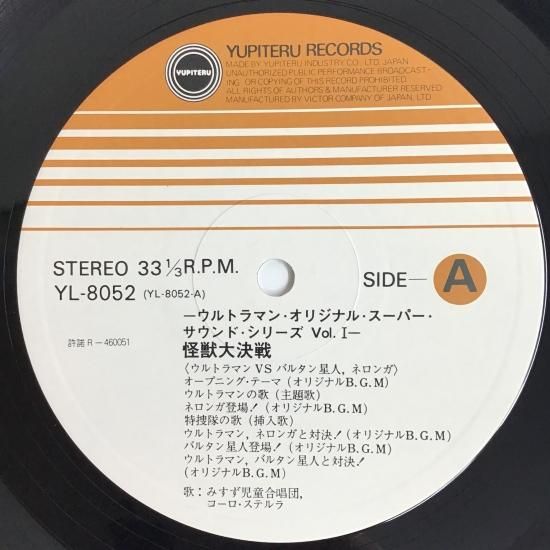 YUPITERU
YUPITERU RECORDS
MADE BY YUPITERU INDUSTRY CO., LTD. JAPAN
UNAUTHORIZED PUBLIC PERFORMANCE BROADCAST-
ING OR COPYING OF THIS RECORD PROHIBITED
ALL RIGHTS OF AUTHORS & MANUFACTURER RESERVED
MANUFACTURED BY VICTOR COMPANY OF JAPAN, LTD
STEREO 33 1/3 R.P.M.
YL-8052 (YL-8052-A)
SIDE—A
許諾 R-460051
—ウルトラマン・オリジナル・スーパー・
サウンド・シリーズ Vol. I—
怪獣大決戦
〈ウルトラマン VS バルタン星人, ネロンガ〉
オープニング・テーマ (オリジナルB.G.M)
ウルトラマンの歌 (主題歌)
ネロンガ登場! (オリジナルB.G.M)
特捜隊の歌 (挿入歌)
ウルトラマン, ネロンガと対決! (オリジナルB.G.M)
バルタン星人登場! (オリジナルB.G.M)
ウルトラマン, バルタン星人と対決!
(オリジナルB.G.M)
歌:みすず児童合唱団,
コーロ・ステルラ